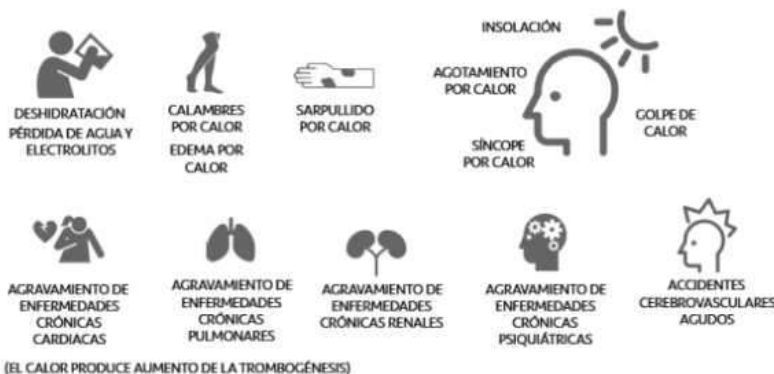 DESHIDRATACIÓN
PÉRDIDA DE AGUA Y
ELECTROLITOS
CALAMBRES
POR CALOR
EDEMA POR
CALOR
SARPULLIDO
POR CALOR
INSOLACIÓN
AGOTAMIENTO
POR CALOR
GOLPE DE
CALOR
SÍNCOPE
POR CALOR
AGRAVAMIENTO DE
ENFERMEDADES
CRÓNICAS
CARDIACAS
AGRAVAMIENTO DE
ENFERMEDADES
CRÓNICAS
PULMONARES
AGRAVAMIENTO DE
ENFERMEDADES
CRÓNICAS RENALES
AGRAVAMIENTO DE
ENFERMEDADES
CRÓNICAS
PSIQUIÁTRICAS
ACCIDENTES
CEREBROVASCULARES
AGUDOS
(EL CALOR PRODUCE AUMENTO DE LA TROMBOGÉNESIS)